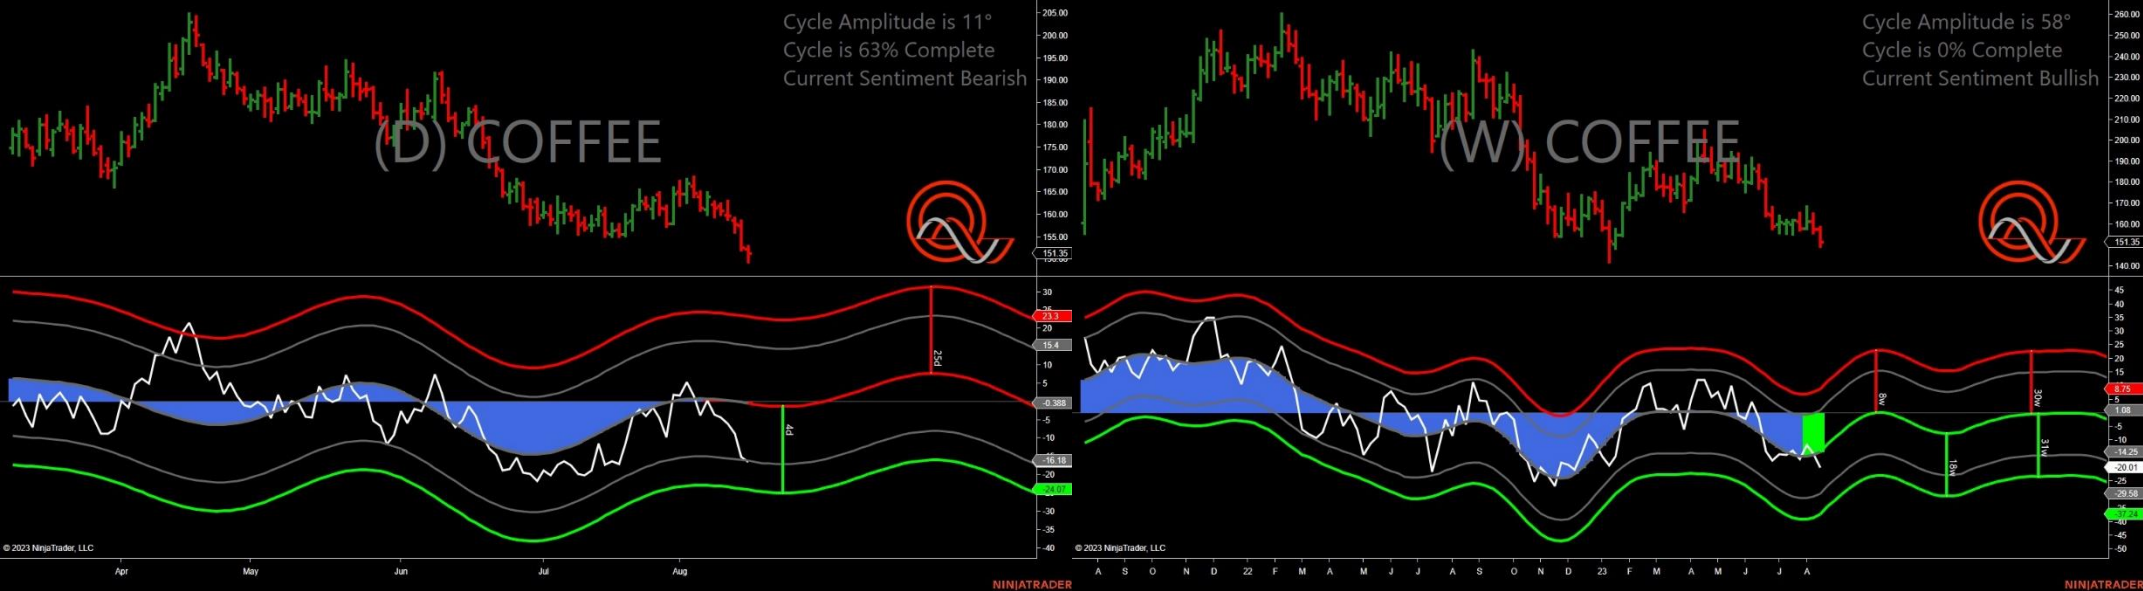 Cycle Amplitude is 11°
Cycle is 63% Complete
Current Sentiment Bearish
(D) COFFEE
205.00
200.00
195.00
190.00
185.00
180.00
175.00
170.00
165.00
160.00
155.00
151.35
30
23.3
20
15.4
10
5
-0.388
-5
-10
-16.18
-20
-24.07
-30
-35
-40
25d
4d
© 2023 NinjaTrader, LLC
Apr May Jun Jul Aug
NINJATRADER
Cycle Amplitude is 58°
Cycle is 0% Complete
Current Sentiment Bullish
(W) COFFEE
260.00
250.00
240.00
230.00
220.00
210.00
200.00
190.00
180.00
170.00
160.00
151.35
140.00
45
40
35
30
25
20
15
8.75
5
1.08
-5
-10
-14.25
-20.01
-25
-29.58
-37.24
-45
-50
8w
18w
30w
31w
© 2023 NinjaTrader, LLC
A S O N D 22 F M A M J J A S O N D 23 F M A M J J A
NINJATRADER